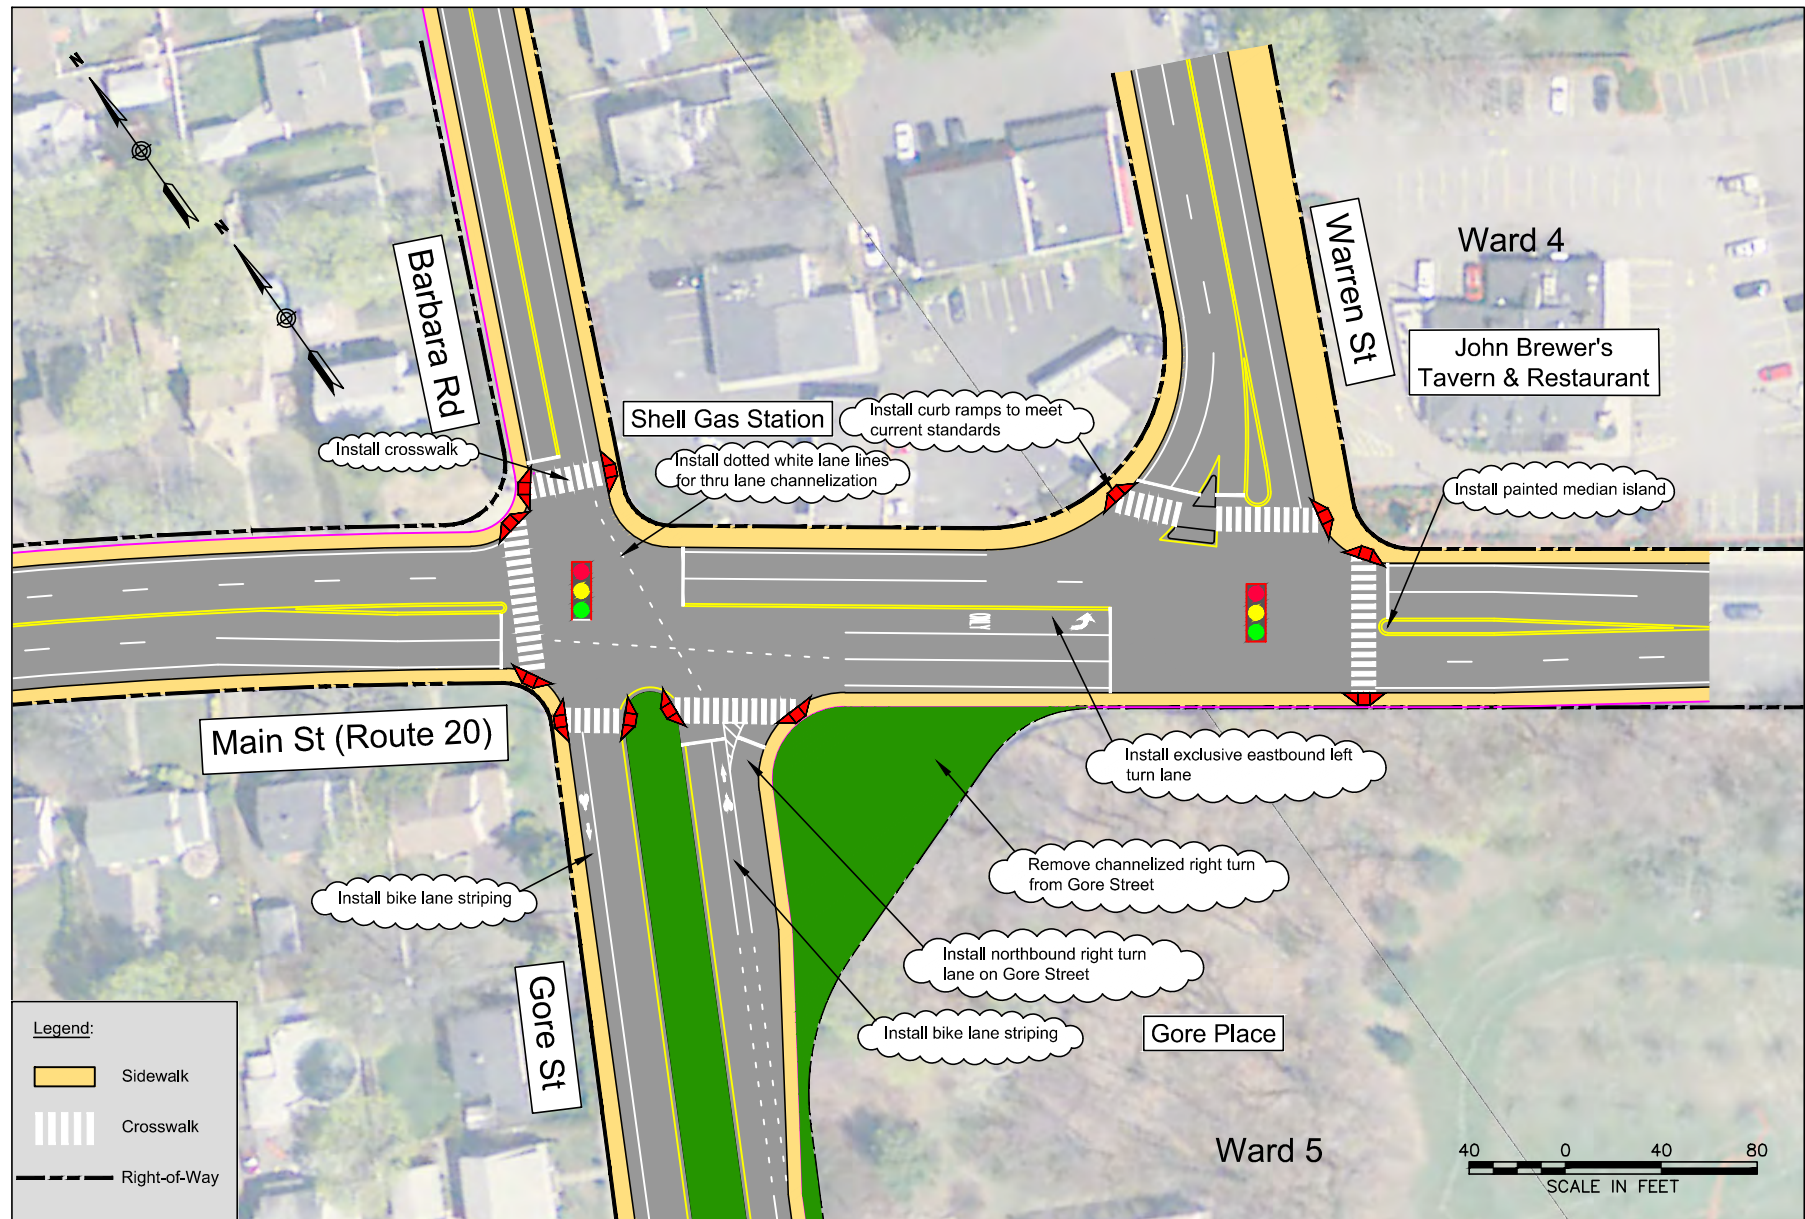 N
N
Barbara Rd
Warren St
Ward 4
John Brewer's
Tavern & Restaurant
Shell Gas Station
Install curb ramps to meet
current standards
Install crosswalk
Install dotted white lane lines
for thru lane channelization
Install painted median island
ONLY
Main St (Route 20)
Install exclusive eastbound left
turn lane
Remove channelized right turn
from Gore Street
Install bike lane striping
Install northbound right turn
lane on Gore Street
Gore St
Install bike lane striping
Gore Place
Legend:
Sidewalk
Crosswalk
Right-of-Way
Ward 5
40 0 40 80
SCALE IN FEET